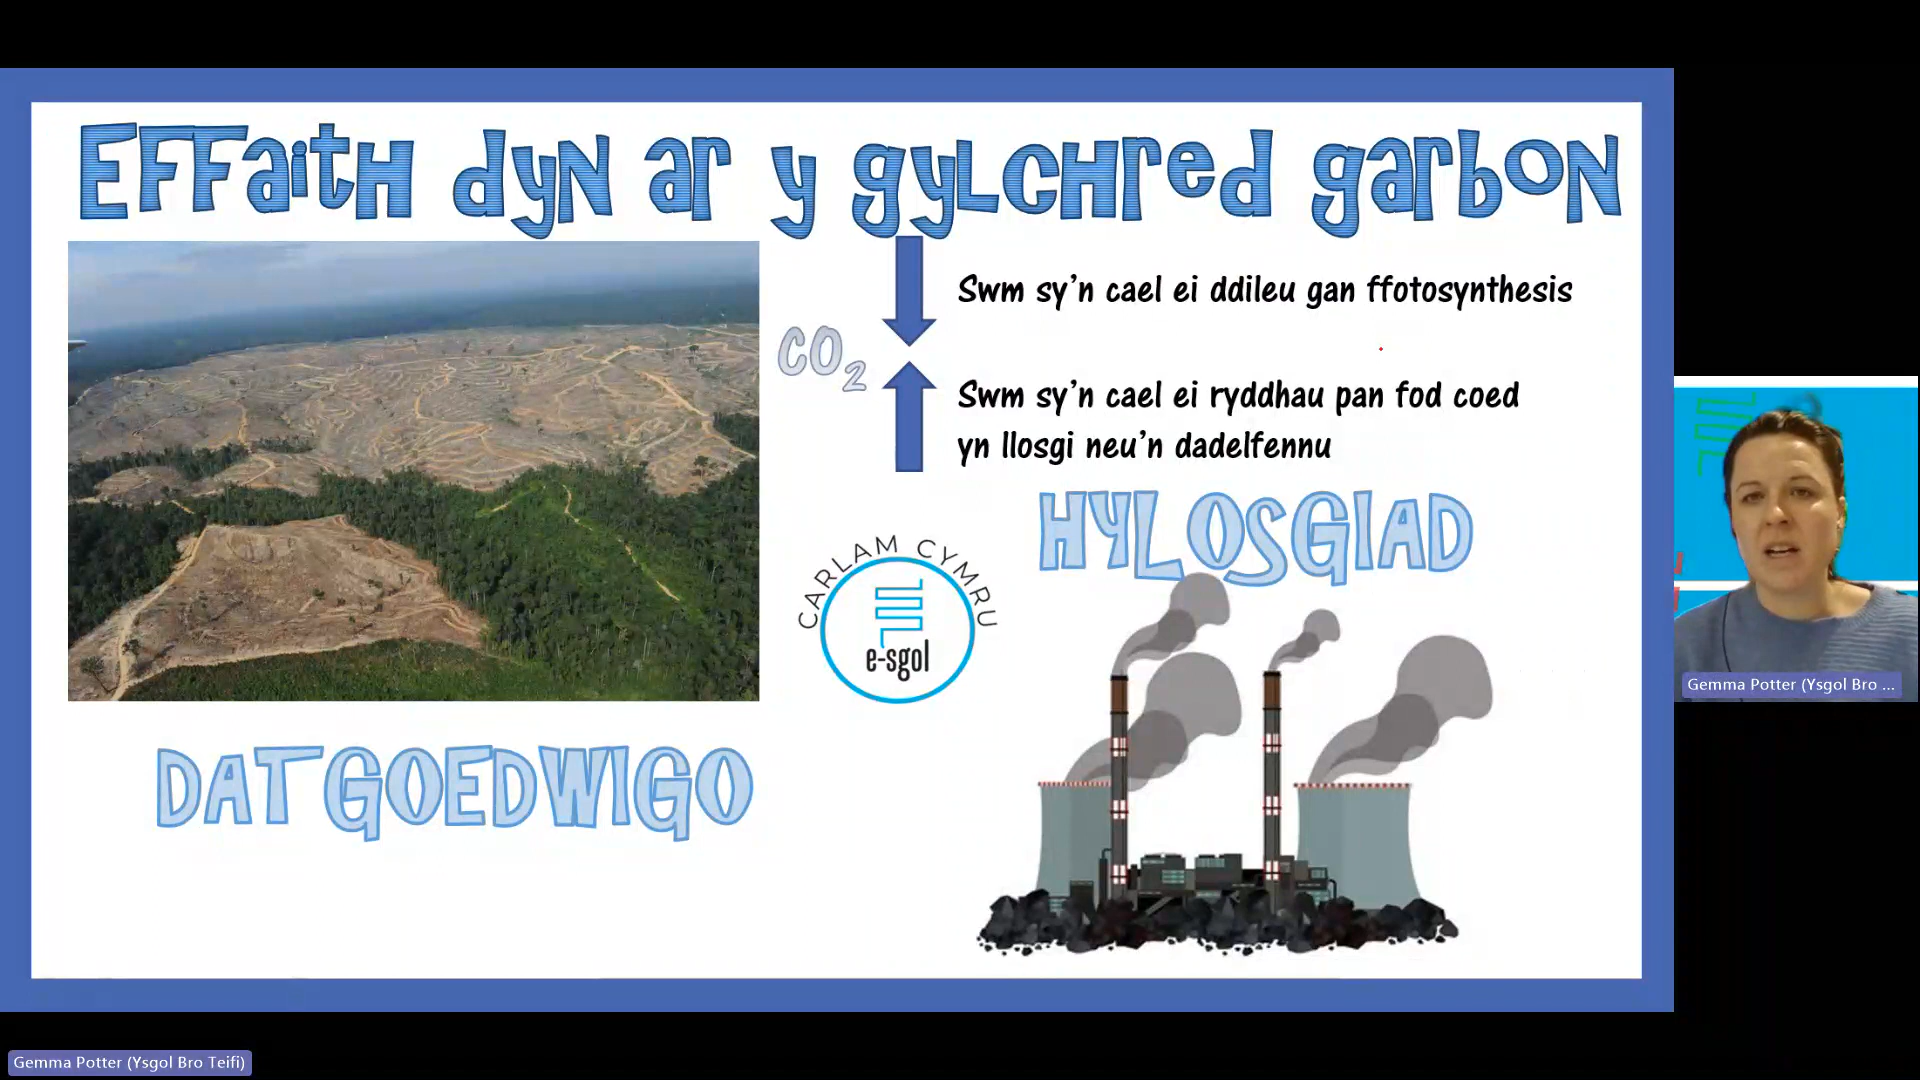 Effaith dyn ar y gylchred garbon
Swm sy'n cael ei ddileu gan ffotosynthesis
CO2
Swm sy'n cael ei ryddhau pan fod coed
yn llosgi neu'n dadelfennu
HYLOSGIAD
CARLAM CYMRU
e-sgol
DATGOEDWIGO
Gemma Potter (Ysgol Bro ...
Gemma Potter (Ysgol Bro Teifi)